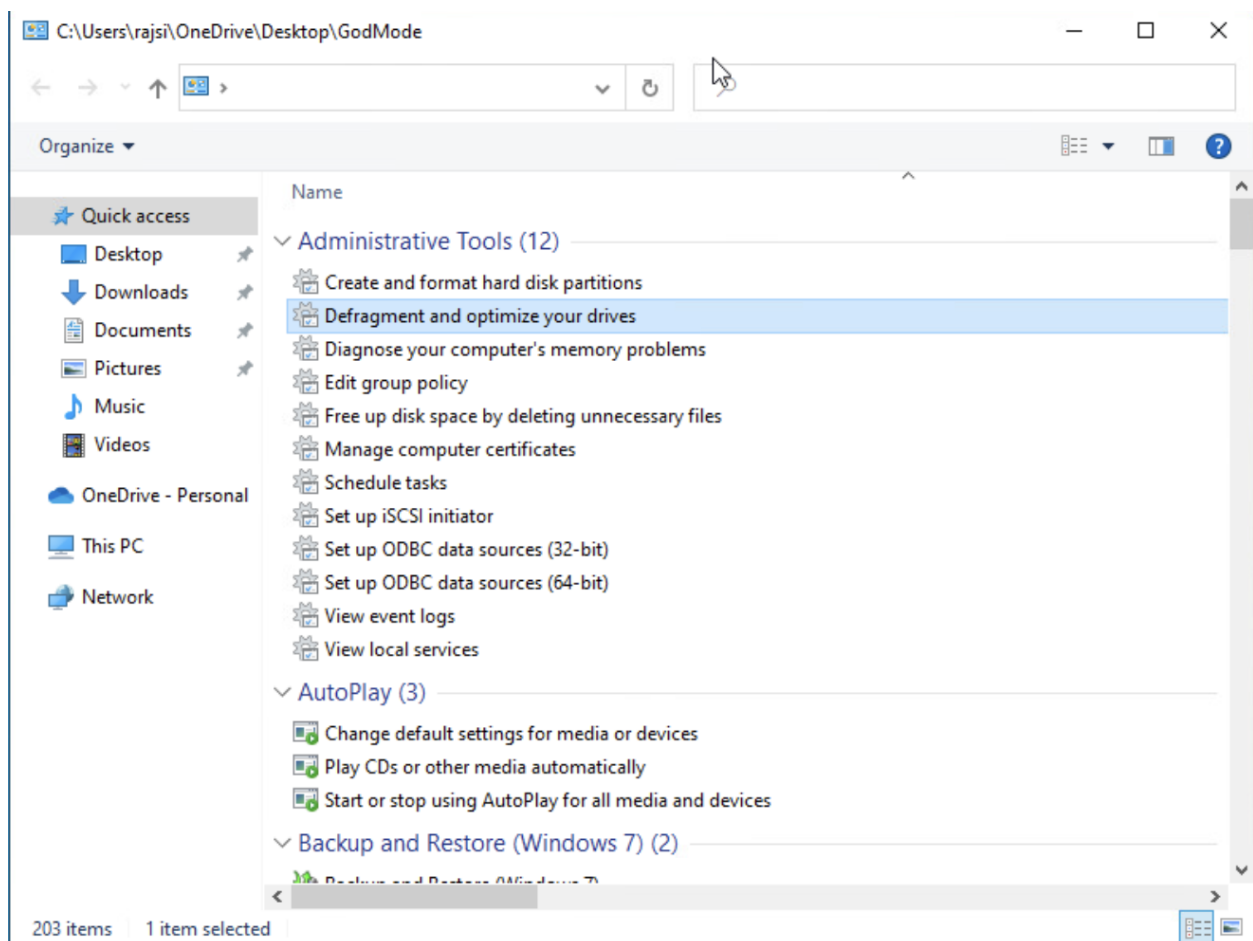 C:\Users\rajsi\OneDrive\Desktop\GodMode
Organize
Name
Quick access
Desktop
Downloads
Documents
Pictures
Music
Videos
OneDrive - Personal
This PC
Network
Administrative Tools (12)
Create and format hard disk partitions
Defragment and optimize your drives
Diagnose your computer's memory problems
Edit group policy
Free up disk space by deleting unnecessary files
Manage computer certificates
Schedule tasks
Set up iSCSI initiator
Set up ODBC data sources (32-bit)
Set up ODBC data sources (64-bit)
View event logs
View local services
AutoPlay (3)
Change default settings for media or devices
Play CDs or other media automatically
Start or stop using AutoPlay for all media and devices
Backup and Restore (Windows 7) (2)
Backup and Restore (Windows 7)
203 items
1 item selected